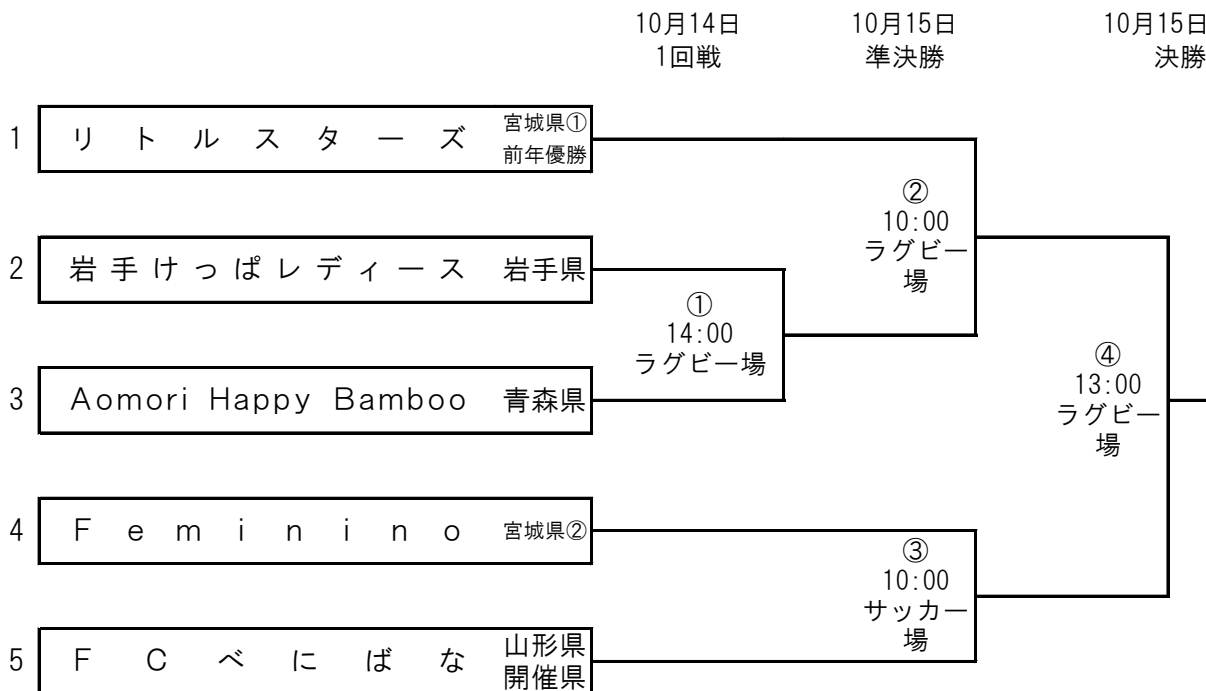 10月14日
1回戦
10月15日
準決勝
10月15日
決勝
1
リトルスターズ
宮城県①
前年優勝
2
岩手けっぱレディース
岩手県
3
Aomori Happy Bamboo
青森県
4
Feminino
宮城県②
5
FCべにばな
山形県
開催県
①
14:00
ラグビー場
②
10:00
ラグビー
場
③
10:00
サッカー
場
④
13:00
ラグビー
場